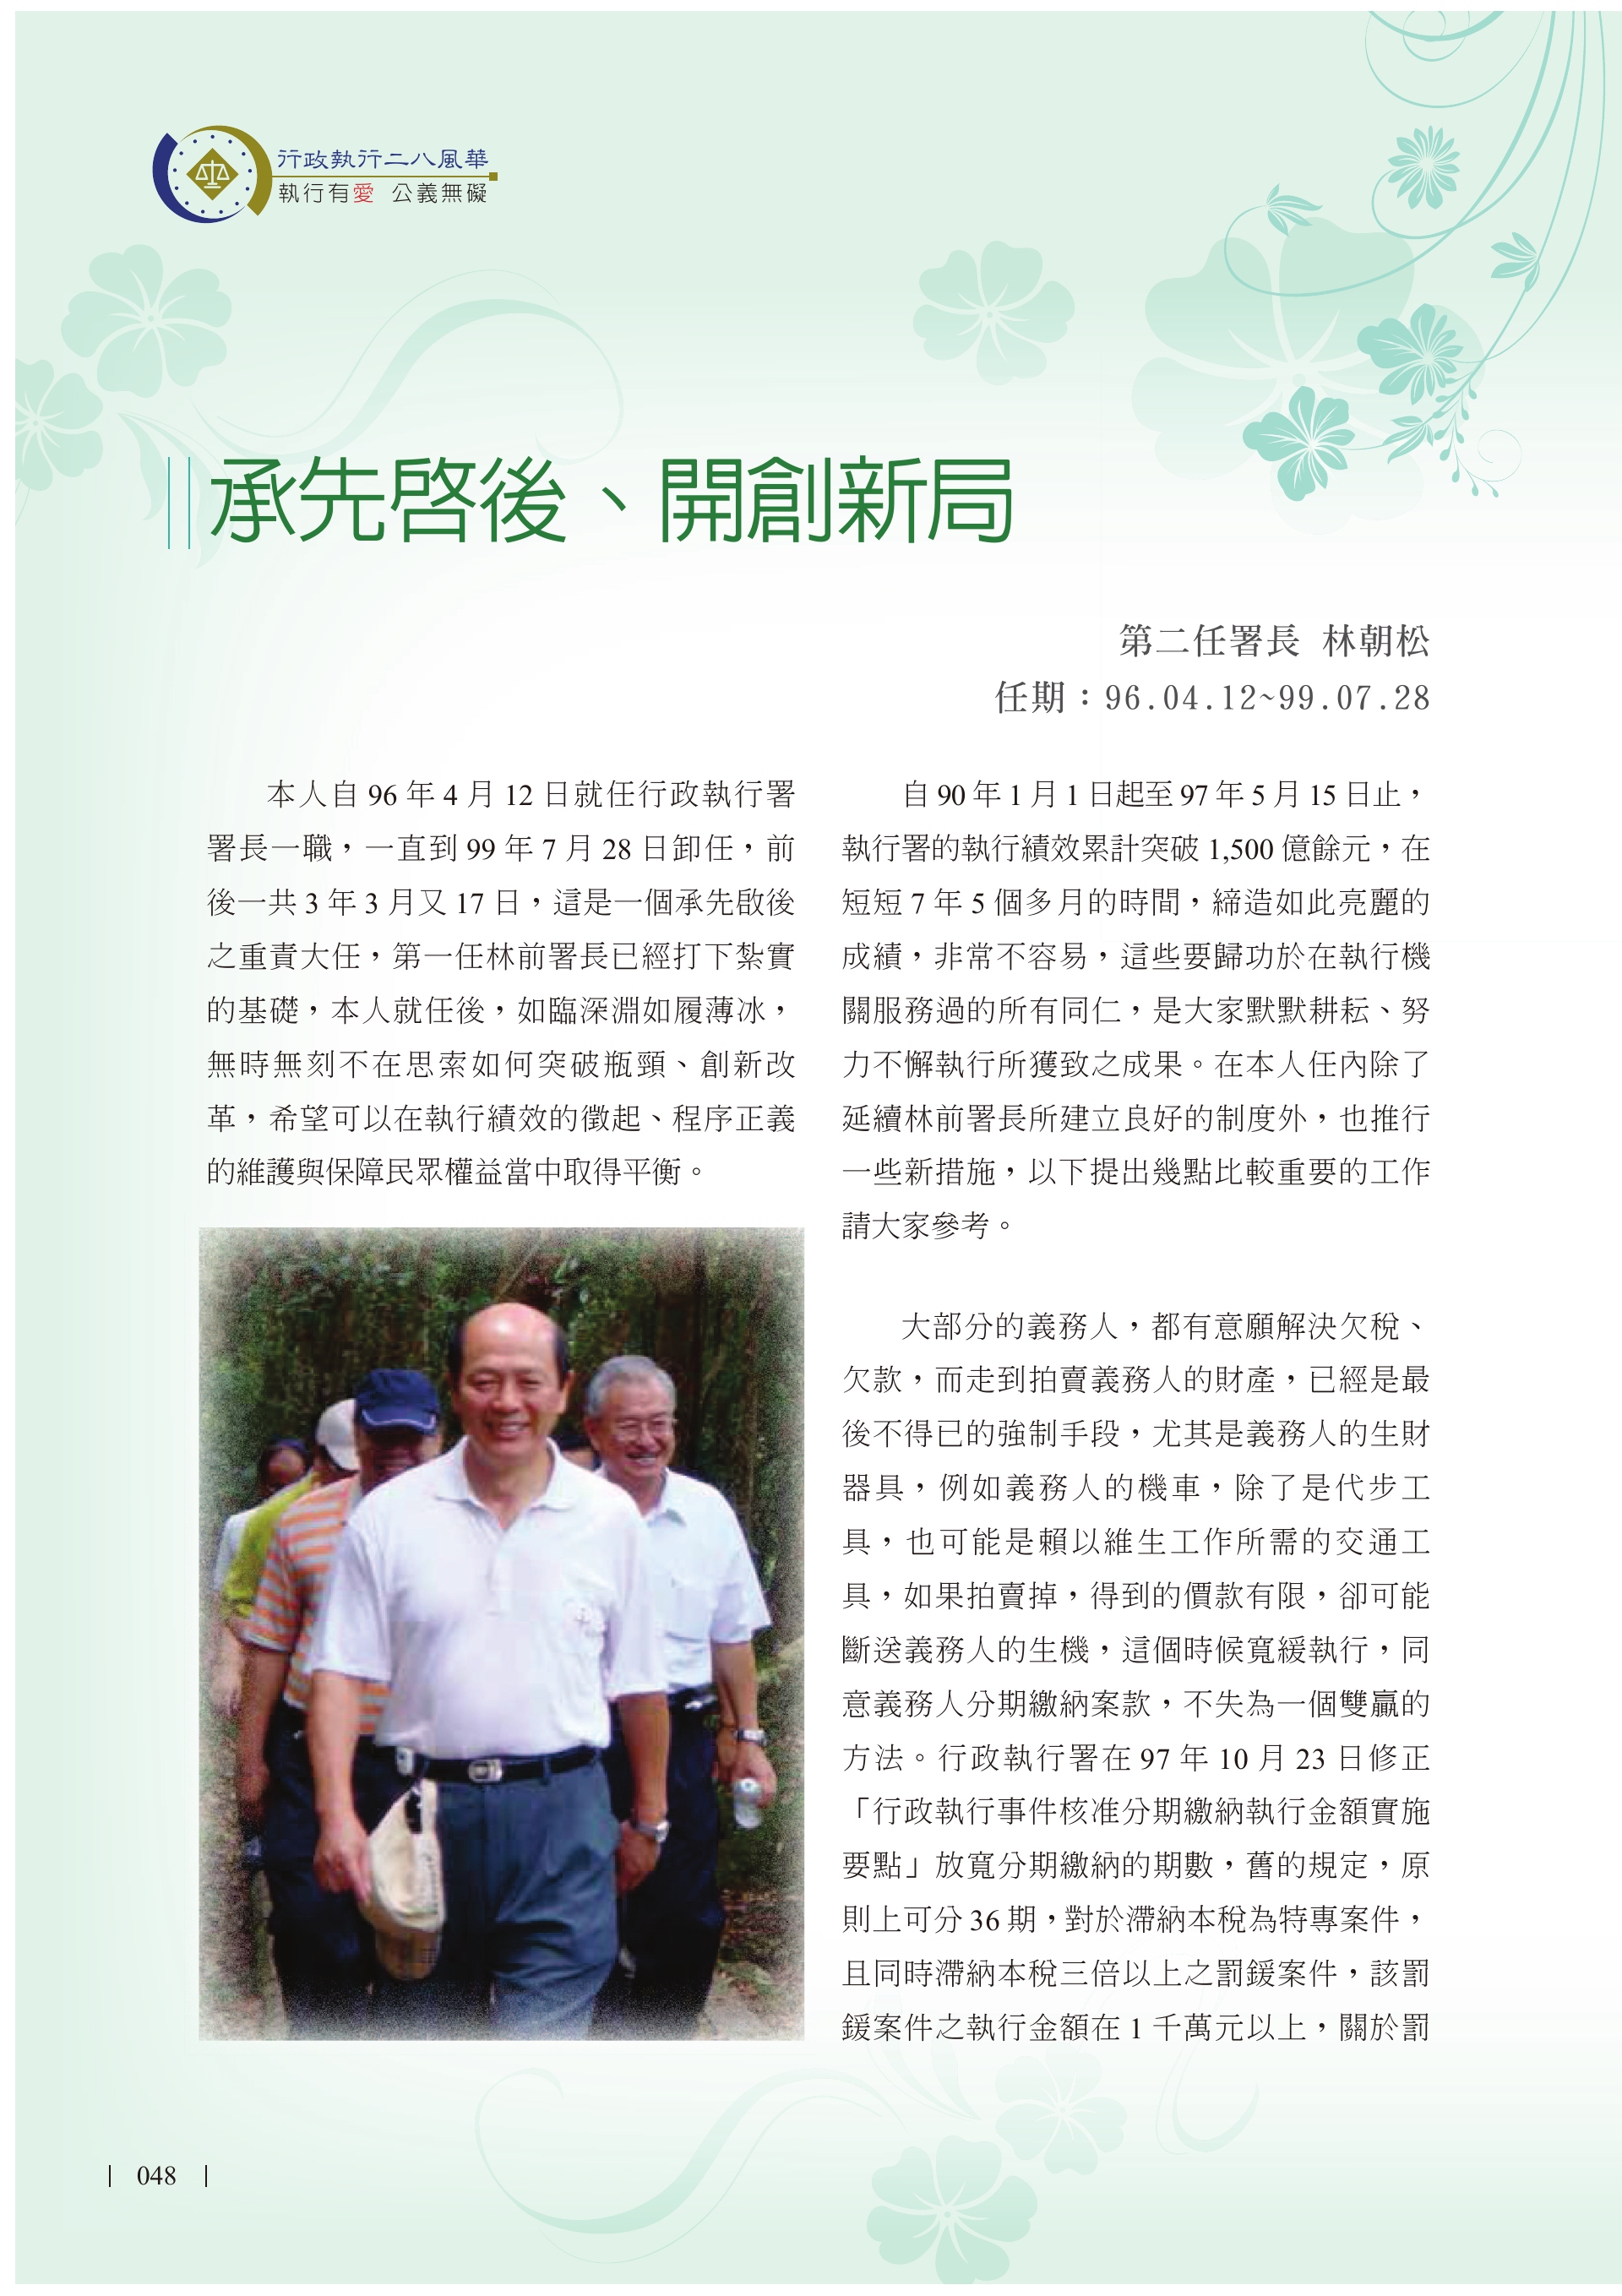 行政執行二八風華
執行有愛 公義無礙
承先啓後、開創新局
第二任署長 林朝松
任期：96.04.12~99.07.28
本人自 96 年 4 月 12 日就任行政執行署
署長一職，一直到 99 年 7 月 28 日卸任，前
後一共 3 年 3 月又 17 日，這是一個承先啟後
之重責大任，第一任林前署長已經打下紮實
的基礎，本人就任後，如臨深淵如履薄冰，
無時無刻不在思索如何突破瓶頸、創新改
革，希望可以在執行績效的徵起、程序正義
的維護與保障民眾權益當中取得平衡。
自 90 年 1 月 1 日起至 97 年 5 月 15 日止，
執行署的執行績效累計突破 1,500 億餘元，在
短短 7 年 5 個多月的時間，締造如此亮麗的
成績，非常不容易，這些要歸功於在執行機
關服務過的所有同仁，是大家默默耕耘、努
力不懈執行所獲致之成果。在本人任內除了
延續林前署長所建立良好的制度外，也推行
一些新措施，以下提出幾點比較重要的工作
請大家參考。
大部分的義務人，都有意願解決欠稅、
欠款，而走到拍賣義務人的財產，已經是最
後不得已的強制手段，尤其是義務人的生財
器具，例如義務人的機車，除了是代步工
具，也可能是賴以維生工作所需的交通工
具，如果拍賣掉，得到的價款有限，卻可能
斷送義務人的生機，這個時候寬緩執行，同
意義務人分期繳納案款，不失為一個雙贏的
方法。行政執行署在 97 年 10 月 23 日修正
「行政執行事件核准分期繳納執行金額實施
要點」放寬分期繳納的期數，舊的規定，原
則上可分 36 期，對於滯納本稅為特專案件，
且同時滯納本稅三倍以上之罰鍰案件，該罰
鍰案件之執行金額在 1 千萬元以上，關於罰
048